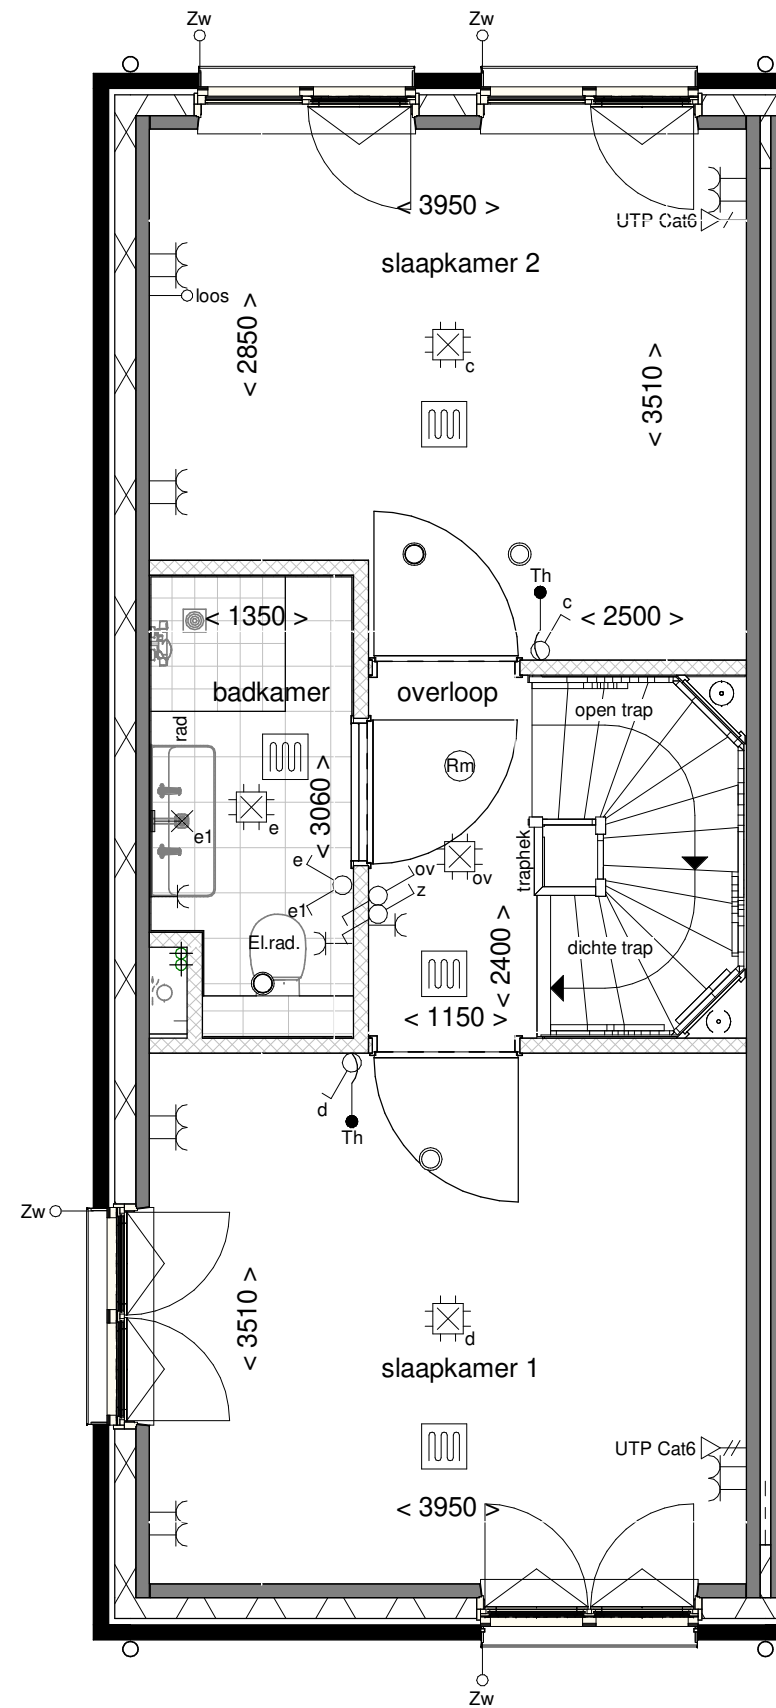 Zw
Zw
< 3950 >
UTP Cat6
slaapkamer 2
loos
< 2850 >
< 3510 >
c
Th
c
< 1350 >
< 2500 >
badkamer
overloop
open trap
rad
Rm
< 3060 >
e
e1
traphek
e
ov
ov
z
e1
El.rad.
dichte trap
< 2400 >
< 1150 >
d
Th
Zw
< 3510 >
d
slaapkamer 1
UTP Cat6
< 3950 >
Zw